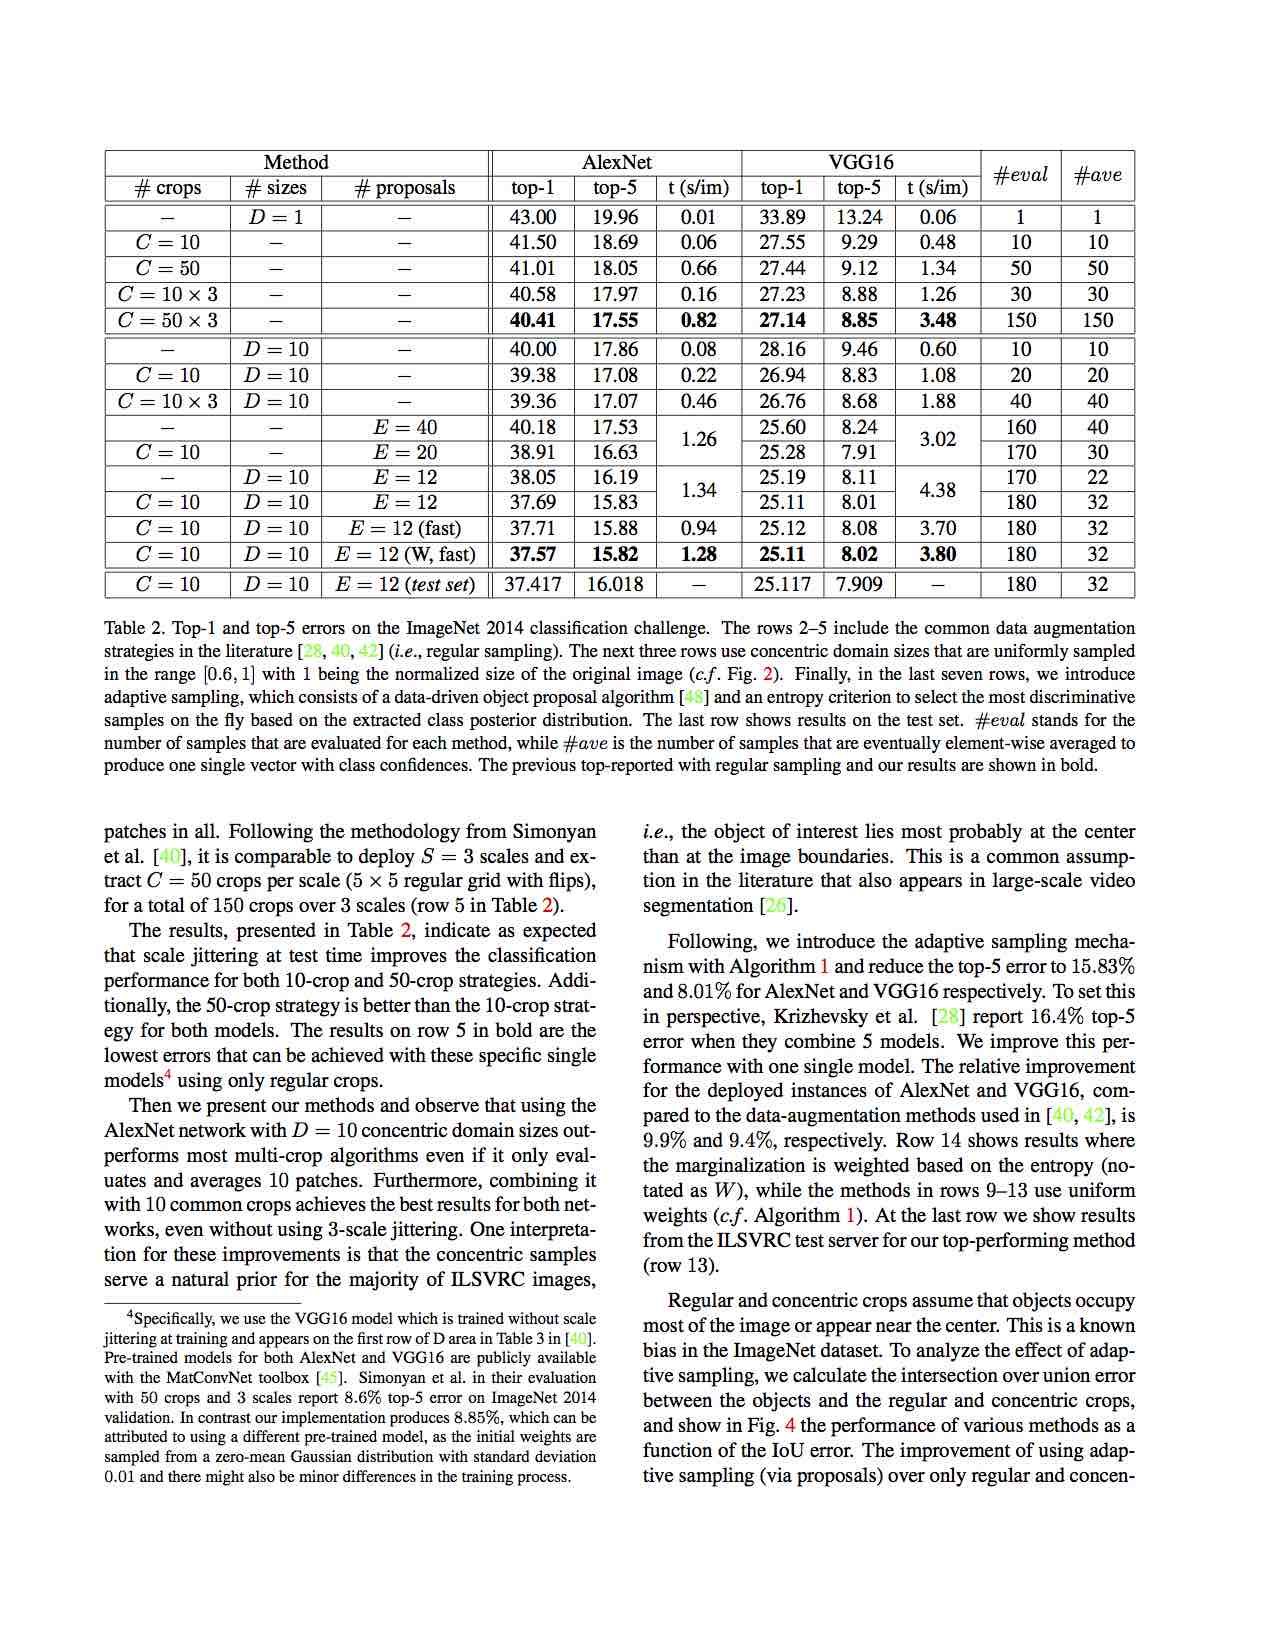 Method AlexNet VGG16 #eval #ave
# crops # sizes # proposals top-1 top-5 t (s/im) top-1 top-5 t (s/im)
– D = 1 – 43.00 19.96 0.01 33.89 13.24 0.06 1 1
C = 10 – – 41.50 18.69 0.06 27.55 9.29 0.48 10 10
C = 50 – – 41.01 18.05 0.66 27.44 9.12 1.34 50 50
C = 10 × 3 – – 40.58 17.97 0.16 27.23 8.88 1.26 30 30
C = 50 × 3 – – 40.41 17.55 0.82 27.14 8.85 3.48 150 150
– D = 10 – 40.00 17.86 0.08 28.16 9.46 0.60 10 10
C = 10 D = 10 – 39.38 17.08 0.22 26.94 8.83 1.08 20 20
C = 10 × 3 D = 10 – 39.36 17.07 0.46 26.76 8.68 1.88 40 40
– – E = 40 40.18 17.53 1.26 25.60 8.24 3.02 160 40
C = 10 – E = 20 38.91 16.63 25.28 7.91 170 30
– D = 10 E = 12 38.05 16.19 1.34 25.19 8.11 4.38 170 22
C = 10 D = 10 E = 12 37.69 15.83 25.11 8.01 180 32
C = 10 D = 10 E = 12 (fast) 37.71 15.88 0.94 25.12 8.08 3.70 180 32
C = 10 D = 10 E = 12 (W, fast) 37.57 15.82 1.28 25.11 8.02 3.80 180 32
C = 10 D = 10 E = 12 (test set) 37.417 16.018 – 25.117 7.909 – 180 32
Table 2. Top-1 and top-5 errors on the ImageNet 2014 classification challenge. The rows 2–5 include the common data augmentation
strategies in the literature [28, 40, 42] (i.e., regular sampling). The next three rows use concentric domain sizes that are uniformly sampled
in the range [0.6, 1] with 1 being the normalized size of the original image (c.f. Fig. 2). Finally, in the last seven rows, we introduce
adaptive sampling, which consists of a data-driven object proposal algorithm [48] and an entropy criterion to select the most discriminative
samples on the fly based on the extracted class posterior distribution. The last row shows results on the test set. #eval stands for the
number of samples that are evaluated for each method, while #ave is the number of samples that are eventually element-wise averaged to
produce one single vector with class confidences. The previous top-reported with regular sampling and our results are shown in bold.
patches in all. Following the methodology from Simonyan
et al. [40], it is comparable to deploy S = 3 scales and ex-
tract C = 50 crops per scale (5 × 5 regular grid with flips),
for a total of 150 crops over 3 scales (row 5 in Table 2).
The results, presented in Table 2, indicate as expected
that scale jittering at test time improves the classification
performance for both 10-crop and 50-crop strategies. Addi-
tionally, the 50-crop strategy is better than the 10-crop strat-
egy for both models. The results on row 5 in bold are the
lowest errors that can be achieved with these specific single
models4 using only regular crops.
Then we present our methods and observe that using the
AlexNet network with D = 10 concentric domain sizes out-
performs most multi-crop algorithms even if it only eval-
uates and averages 10 patches. Furthermore, combining it
with 10 common crops achieves the best results for both net-
works, even without using 3-scale jittering. One interpreta-
tion for these improvements is that the concentric samples
serve a natural prior for the majority of ILSVRC images,
4Specifically, we use the VGG16 model which is trained without scale
jittering at training and appears on the first row of D area in Table 3 in [40].
Pre-trained models for both AlexNet and VGG16 are publicly available
with the MatConvNet toolbox [45]. Simonyan et al. in their evaluation
with 50 crops and 3 scales report 8.6% top-5 error on ImageNet 2014
validation. In contrast our implementation produces 8.85%, which can be
attributed to using a different pre-trained model, as the initial weights are
sampled from a zero-mean Gaussian distribution with standard deviation
0.01 and there might also be minor differences in the training process.
i.e., the object of interest lies most probably at the center
than at the image boundaries. This is a common assump-
tion in the literature that also appears in large-scale video
segmentation [26].
Following, we introduce the adaptive sampling mecha-
nism with Algorithm 1 and reduce the top-5 error to 15.83%
and 8.01% for AlexNet and VGG16 respectively. To set this
in perspective, Krizhevsky et al. [28] report 16.4% top-5
error when they combine 5 models. We improve this per-
formance with one single model. The relative improvement
for the deployed instances of AlexNet and VGG16, com-
pared to the data-augmentation methods used in [40, 42], is
9.9% and 9.4%, respectively. Row 14 shows results where
the marginalization is weighted based on the entropy (no-
tated as W), while the methods in rows 9–13 use uniform
weights (c.f. Algorithm 1). At the last row we show results
from the ILSVRC test server for our top-performing method
(row 13).
Regular and concentric crops assume that objects occupy
most of the image or appear near the center. This is a known
bias in the ImageNet dataset. To analyze the effect of adap-
tive sampling, we calculate the intersection over union error
between the objects and the regular and concentric crops,
and show in Fig. 4 the performance of various methods as a
function of the IoU error. The improvement of using adap-
tive sampling (via proposals) over only regular and concen-